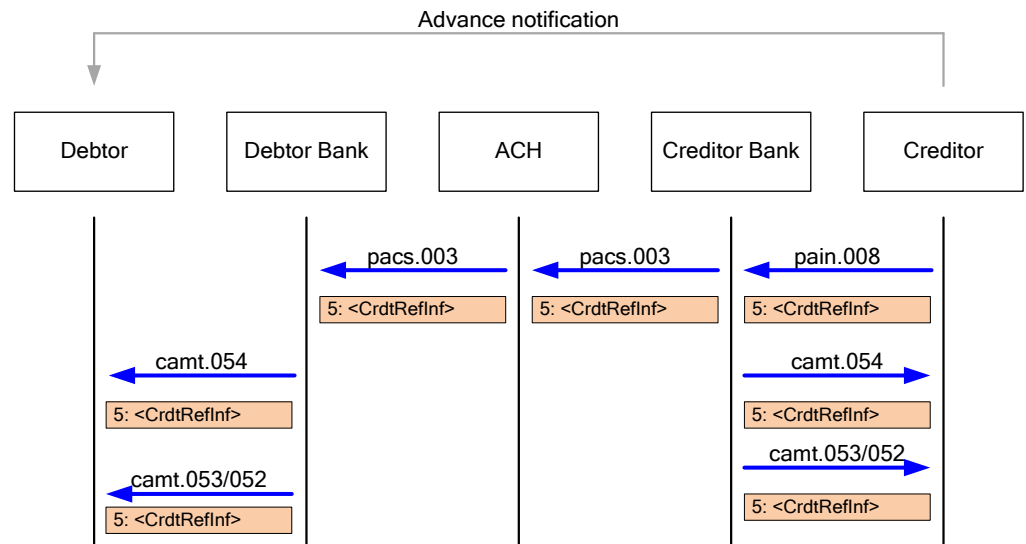 Advance notification
Debtor
Debtor Bank
ACH
Creditor Bank
Creditor
pacs.003
pacs.003
pain.008
5: <CrdtRefInf>
5: <CrdtRefInf>
5: <CrdtRefInf>
camt.054
camt.054
5: <CrdtRefInf>
5: <CrdtRefInf>
camt.053/052
camt.053/052
5: <CrdtRefInf>
5: <CrdtRefInf>